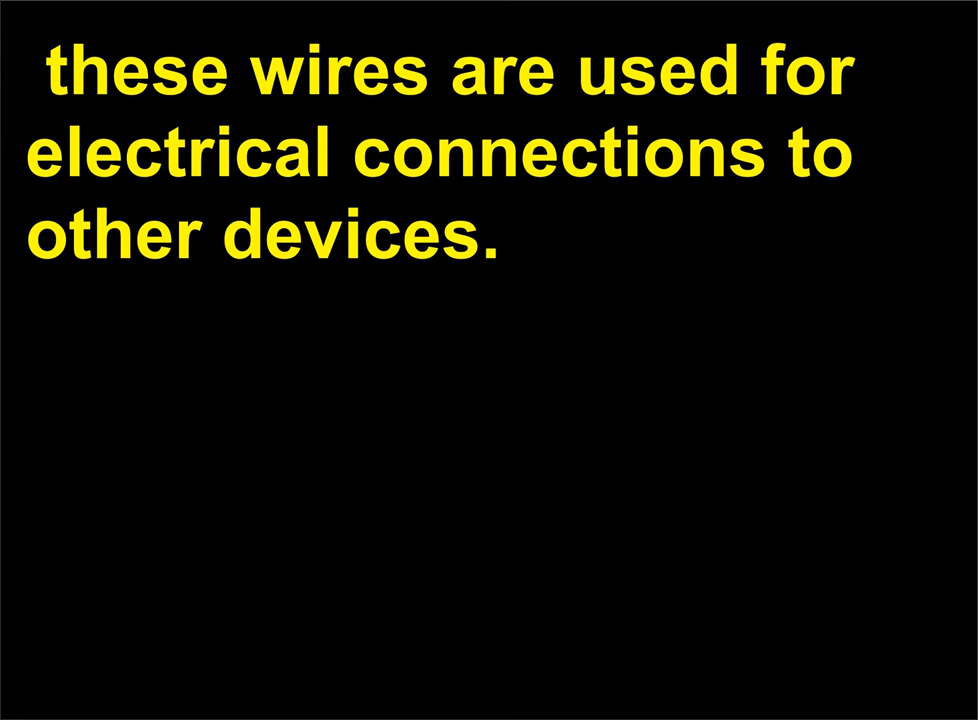 these wires are used for
electrical connections to
other devices.